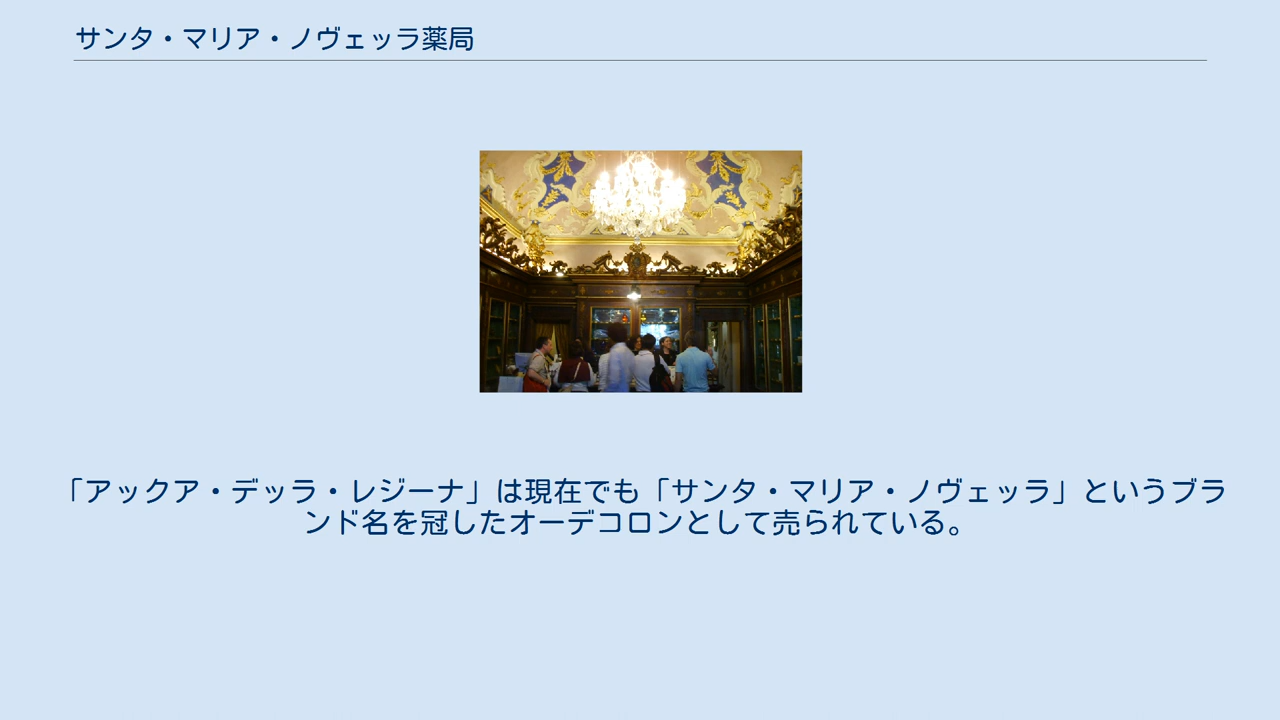 サンタ・マリア・ノヴェッラ薬局
「アックア・デッラ・レジーナ」は現在でも「サンタ・マリア・ノヴェッラ」というブラ
ンド名を冠したオーデコロンとして売られている。